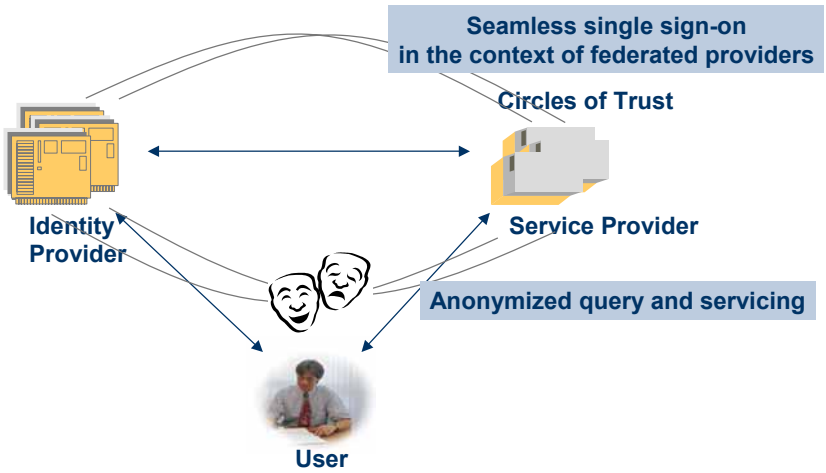 Seamless single sign-on
in the context of federated providers
Circles of Trust
Identity
Provider
Service Provider
Anonymized query and servicing
User